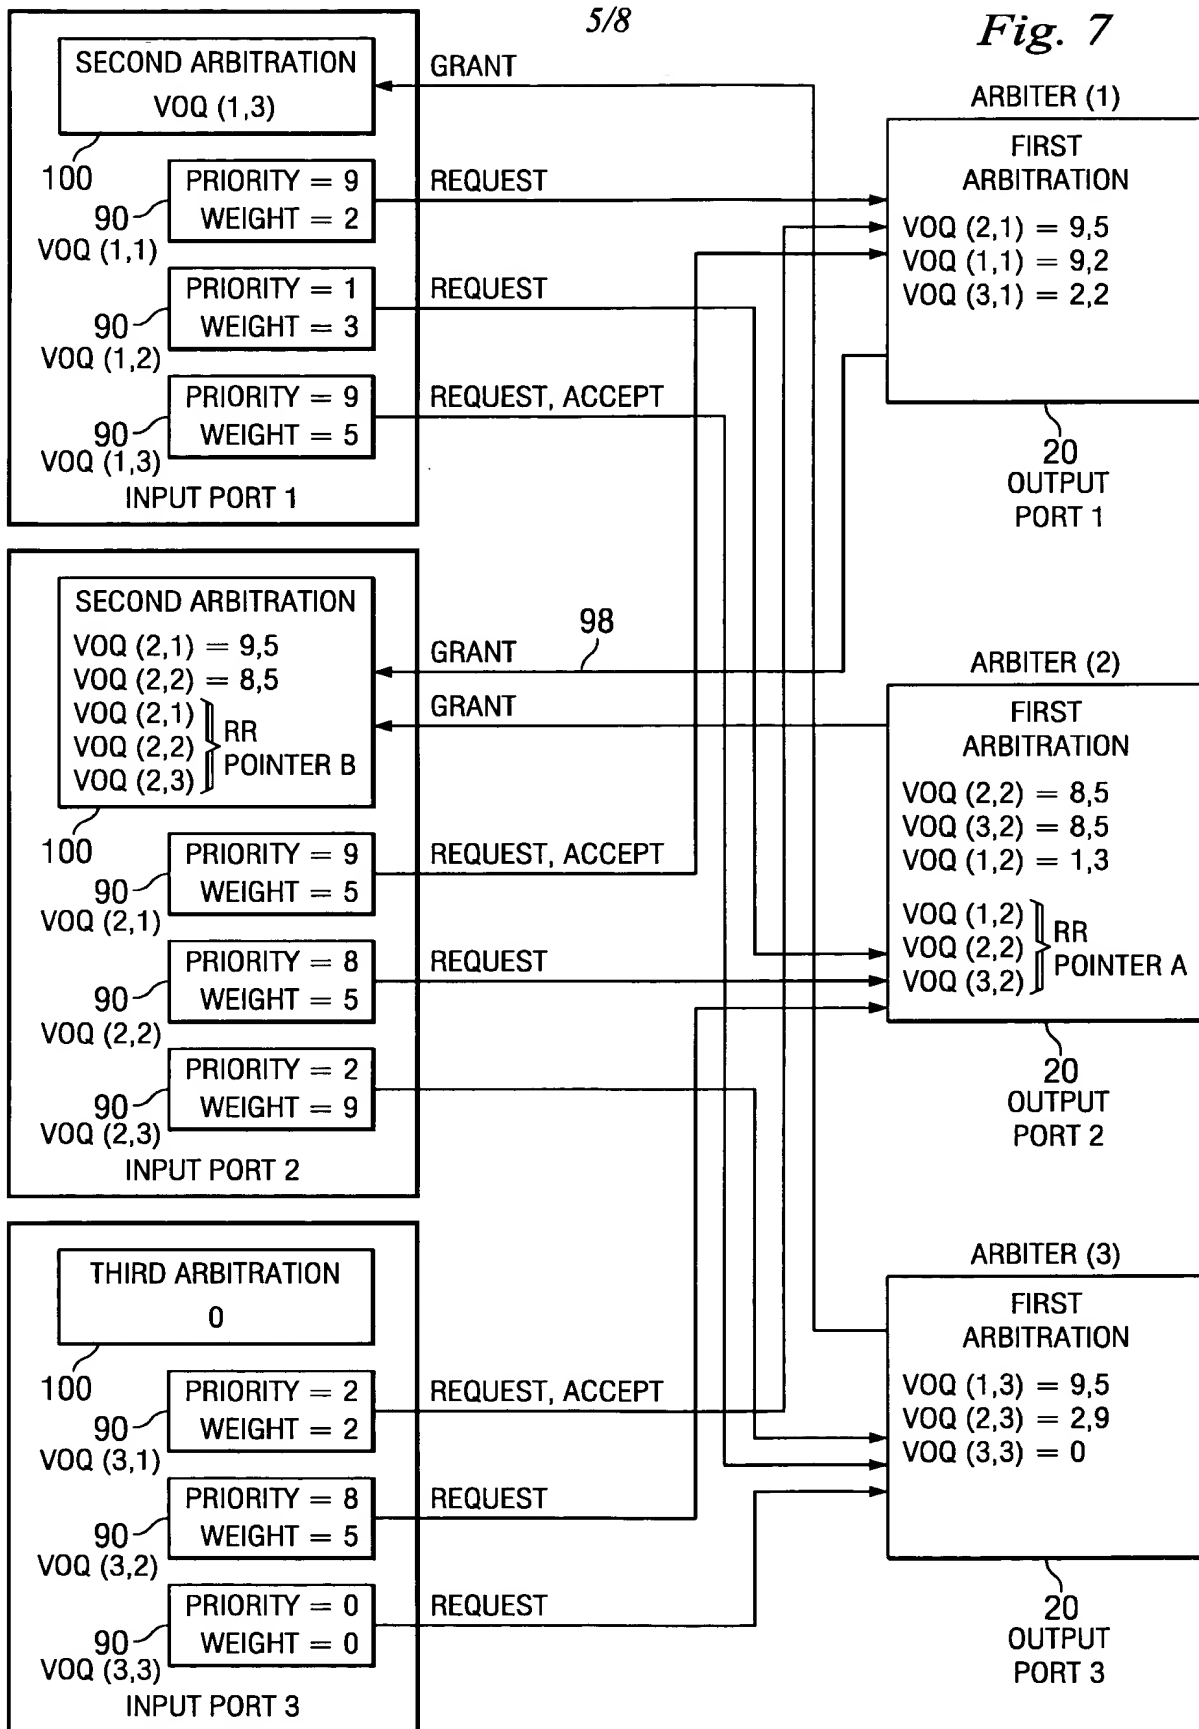 5/8
Fig. 7
SECOND ARBITRATION
VOQ (1,3)
100
GRANT
PRIORITY = 9
WEIGHT = 2
90
VOQ (1,1)
REQUEST
PRIORITY = 1
WEIGHT = 3
90
VOQ (1,2)
REQUEST
PRIORITY = 9
WEIGHT = 5
90
VOQ (1,3)
REQUEST, ACCEPT
INPUT PORT 1
ARBITER (1)
FIRST
ARBITRATION
VOQ (2,1) = 9,5
VOQ (1,1) = 9,2
VOQ (3,1) = 2,2
20
OUTPUT
PORT 1
SECOND ARBITRATION
VOQ (2,1) = 9,5
VOQ (2,2) = 8,5
VOQ (2,1)
VOQ (2,2)
VOQ (2,3)
RR
POINTER B
100
GRANT
98
GRANT
PRIORITY = 9
WEIGHT = 5
90
VOQ (2,1)
REQUEST, ACCEPT
PRIORITY = 8
WEIGHT = 5
90
VOQ (2,2)
REQUEST
PRIORITY = 2
WEIGHT = 9
90
VOQ (2,3)
INPUT PORT 2
ARBITER (2)
FIRST
ARBITRATION
VOQ (2,2) = 8,5
VOQ (3,2) = 8,5
VOQ (1,2) = 1,3
VOQ (1,2)
VOQ (2,2)
VOQ (3,2)
RR
POINTER A
20
OUTPUT
PORT 2
THIRD ARBITRATION
0
100
PRIORITY = 2
WEIGHT = 2
90
VOQ (3,1)
REQUEST, ACCEPT
PRIORITY = 8
WEIGHT = 5
90
VOQ (3,2)
REQUEST
PRIORITY = 0
WEIGHT = 0
90
VOQ (3,3)
REQUEST
INPUT PORT 3
ARBITER (3)
FIRST
ARBITRATION
VOQ (1,3) = 9,5
VOQ (2,3) = 2,9
VOQ (3,3) = 0
20
OUTPUT
PORT 3